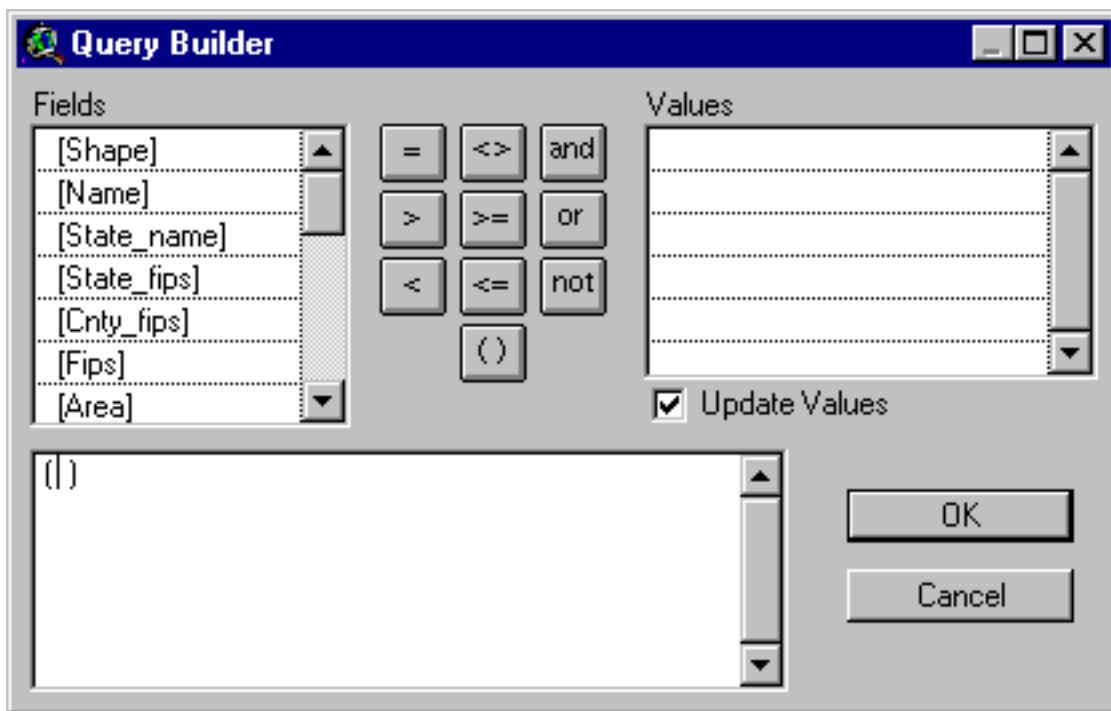 Query Builder
Fields
Values
[Shape]
[Name]
[State_name]
[State_fips]
[Cnty_fips]
[Fips]
[Area]
= <> and
> >= or
< <= not
( )
Update Values
( )
OK
Cancel